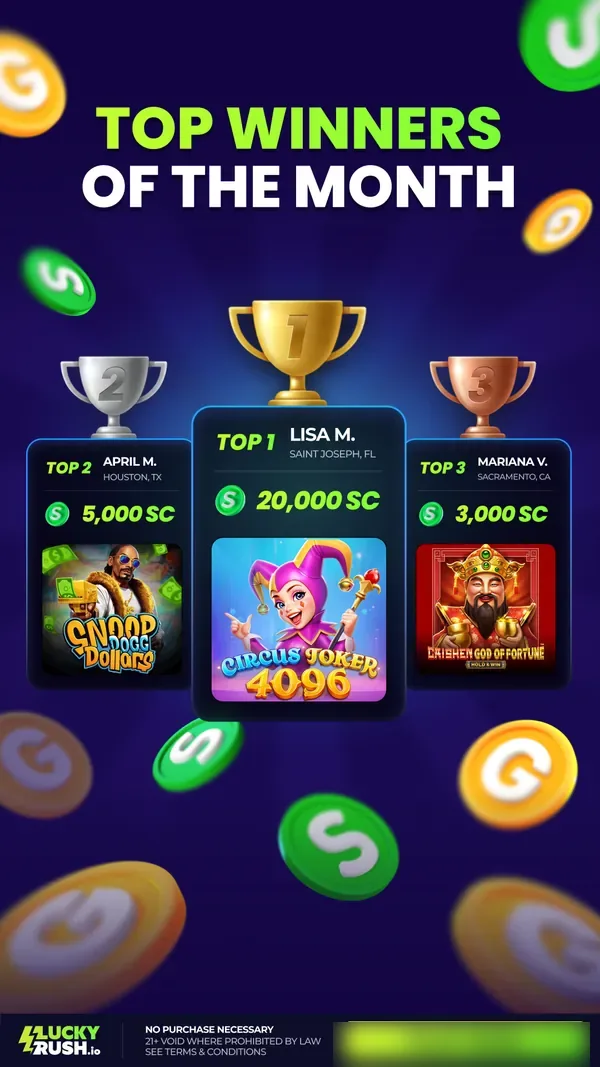 TOP WINNERS
OF THE MONTH
1
2
3
TOP 2
APRIL M.
HOUSTON, TX
5,000 SC
SNOOP
DOGG
Dollars
TOP 1
LISA M.
SAINT JOSEPH, FL
20,000 SC
CIRCUS JOKER
4096
TOP 3
MARIANA V.
SACRAMENTO, CA
3,000 SC
CAISHEN GOD OF FORTUNE
HOLD & WIN
LUCKY
RUSH.io
NO PURCHASE NECESSARY
21+ VOID WHERE PROHIBITED BY LAW
SEE TERMS & CONDITIONS